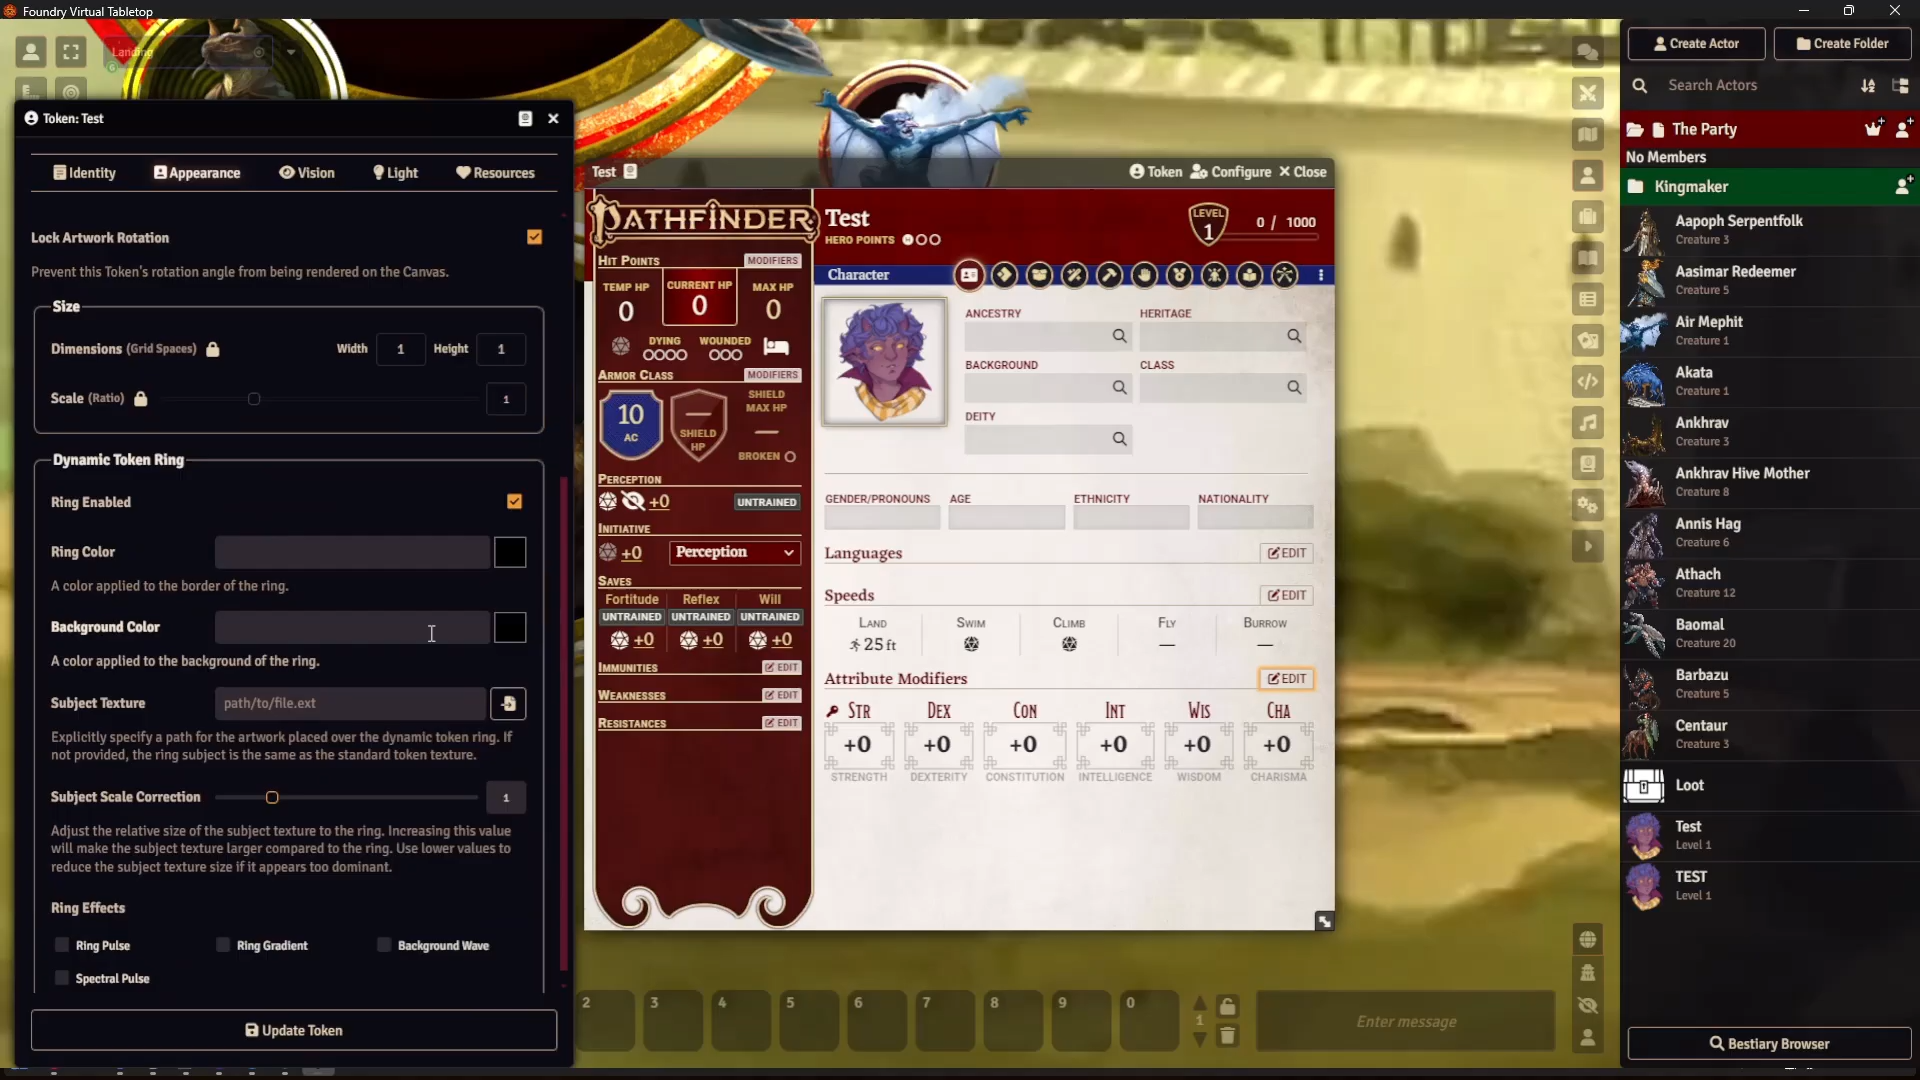 Foundry Virtual Tabletop
Landing
Token: Test
Identity
Appearance
Vision
Light
Resources
Lock Artwork Rotation
Prevent this Token's rotation angle from being rendered on the Canvas.
Size
Dimensions (Grid Spaces)
Width
1
Height
1
Scale (Ratio)
1
Dynamic Token Ring
Ring Enabled
Ring Color
A color applied to the border of the ring.
Background Color
A color applied to the background of the ring.
Subject Texture
path/to/file.ext
Explicitly specify a path for the artwork placed over the dynamic token ring. If
not provided, the ring subject is the same as the standard token texture.
Subject Scale Correction
1
Adjust the relative size of the subject texture to the ring. Increasing this value
will make the subject texture larger compared to the ring. Use lower values to
reduce the subject texture size if it appears too dominant.
Ring Effects
Ring Pulse
Ring Gradient
Background Wave
Spectral Pulse
Update Token
Test
Token
Configure
Close
PATHFINDER
Test
HERO POINTS
LEVEL
1
0 / 1000
Character
HIT POINTS
MODIFIERS
TEMP HP
0
CURRENT HP
0
MAX HP
0
DYING
WOUNDED
ARMOR CLASS
MODIFIERS
10
AC
SHIELD
HP
SHIELD
MAX HP
BROKEN
PERCEPTION
+0
UNTRAINED
INITIATIVE
+0
Perception
SAVES
Fortitude
Reflex
Will
UNTRAINED
UNTRAINED
UNTRAINED
+0
+0
+0
IMMUNITIES
EDIT
WEAKNESSES
EDIT
RESISTANCES
EDIT
ANCESTRY
HERITAGE
BACKGROUND
CLASS
DEITY
GENDER/PRONOUNS
AGE
ETHNICITY
NATIONALITY
Languages
EDIT
Speeds
EDIT
LAND
25 ft
SWIM
CLIMB
FLY
—
BURROW
—
Attribute Modifiers
EDIT
STR
DEX
CON
INT
WIS
CHA
+0
+0
+0
+0
+0
+0
STRENGTH
DEXTERITY
CONSTITUTION
INTELLIGENCE
WISDOM
CHARISMA
2
3
4
5
6
7
8
9
0
1
Enter message
Create Actor
Create Folder
Search Actors
The Party
No Members
Kingmaker
Aapoph Serpentfolk
Creature 3
Aasimar Redeemer
Creature 5
Air Mephit
Creature 1
Akata
Creature 1
Ankhrav
Creature 3
Ankhrav Hive Mother
Creature 8
Annis Hag
Creature 6
Athach
Creature 12
Baomal
Creature 20
Barbazu
Creature 5
Centaur
Creature 3
Loot
Test
Level 1
TEST
Level 1
Bestiary Browser